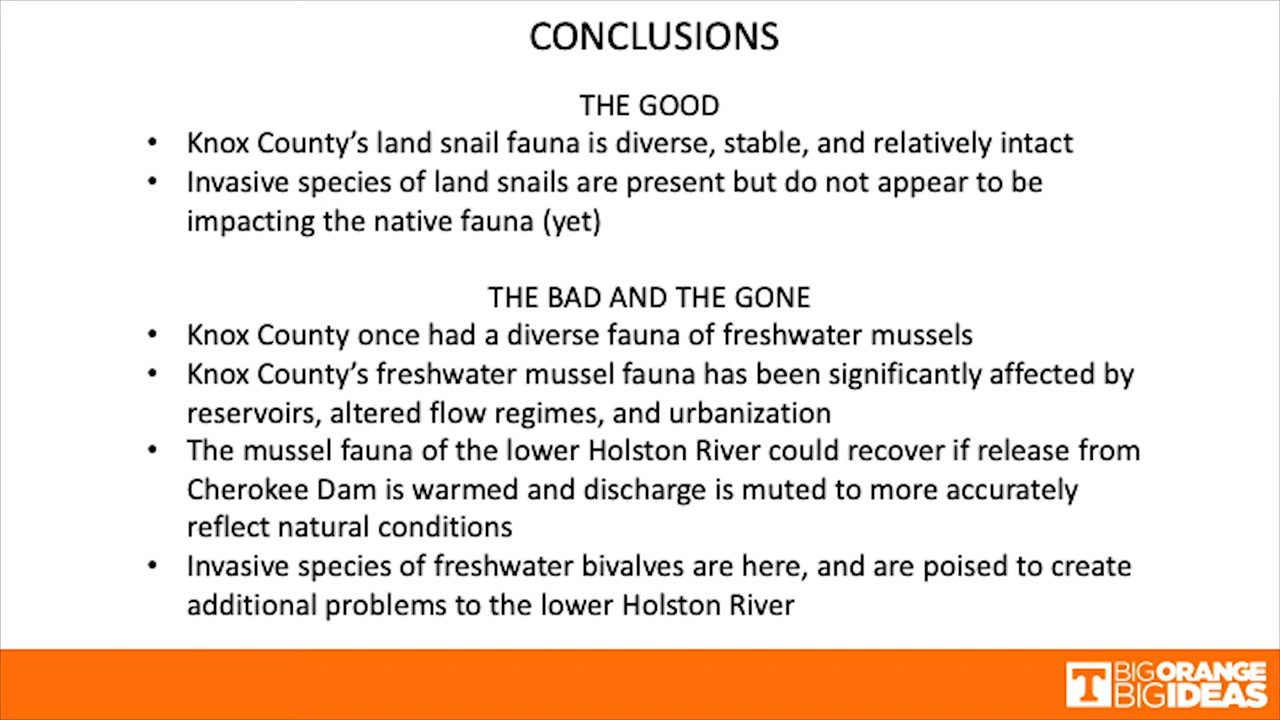 CONCLUSIONS
THE GOOD
• Knox County’s land snail fauna is diverse, stable, and relatively intact
• Invasive species of land snails are present but do not appear to be
impacting the native fauna (yet)
THE BAD AND THE GONE
• Knox County once had a diverse fauna of freshwater mussels
• Knox County’s freshwater mussel fauna has been significantly affected by
reservoirs, altered flow regimes, and urbanization
• The mussel fauna of the lower Holston River could recover if release from
Cherokee Dam is warmed and discharge is muted to more accurately
reflect natural conditions
• Invasive species of freshwater bivalves are here, and are poised to create
additional problems to the lower Holston River
T
BIGORANGE
BIGIDEAS